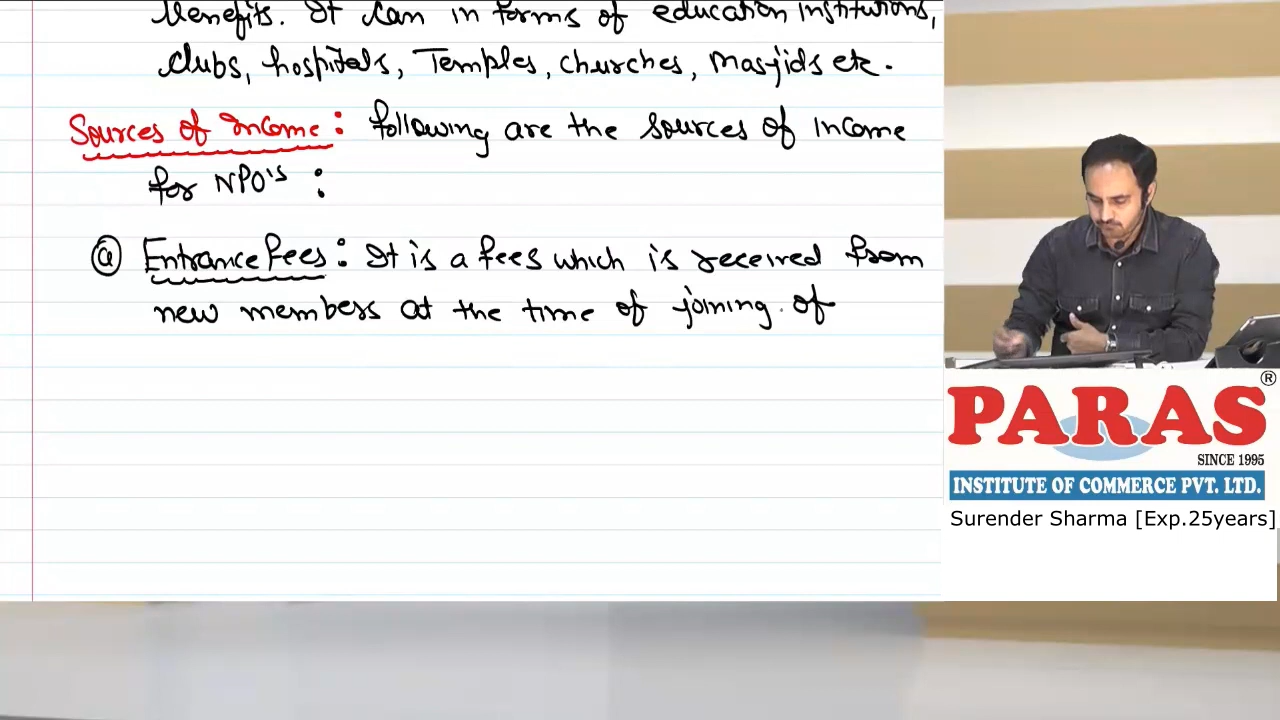 benefits. It can in forms of education institutions,
clubs, hospitals, Temples, churches, Masjids etc.
Sources of Income : following are the sources of income
for NPO's :
(a) Entrance fees : It is a fees which is received from
new members at the time of joining of
PARAS ®
SINCE 1995
INSTITUTE OF COMMERCE PVT. LTD.
Surender Sharma [Exp.25years]